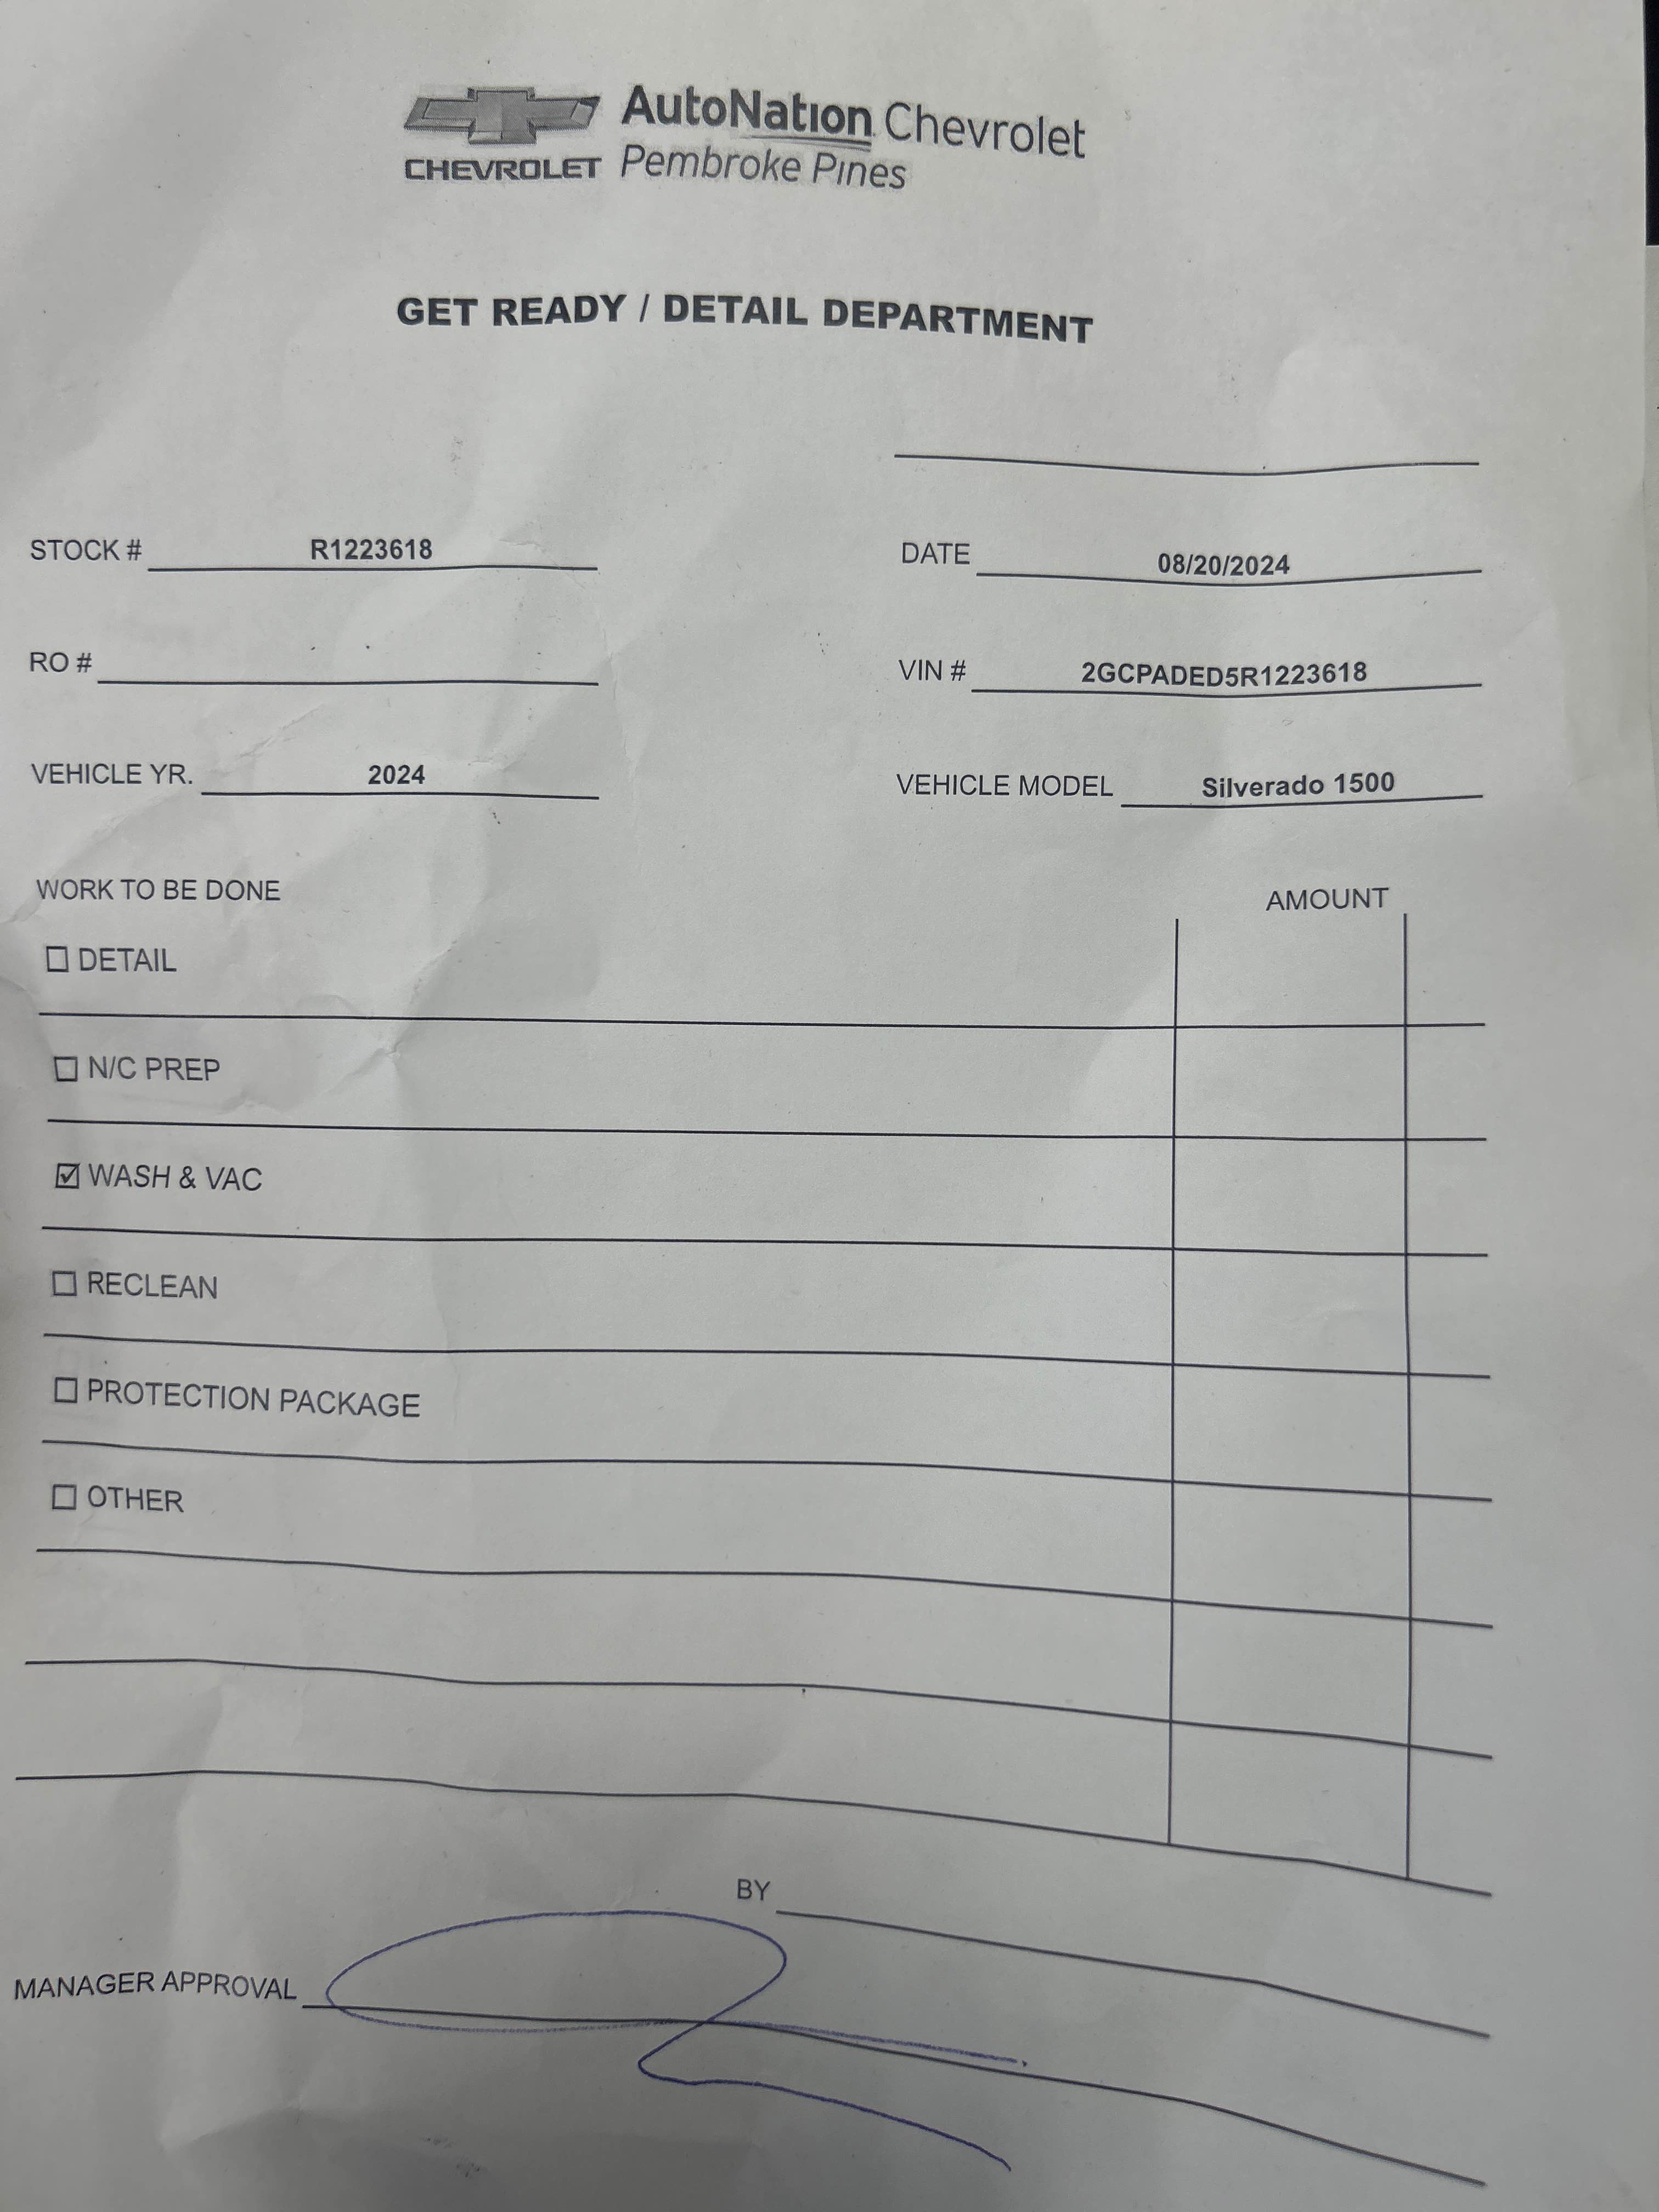 AutoNation Chevrolet
CHEVROLET Pembroke Pines
GET READY / DETAIL DEPARTMENT
STOCK # R1223618 DATE 08/20/2024
RO # VIN # 2GCPADED5R1223618
VEHICLE YR. 2024 VEHICLE MODEL Silverado 1500
WORK TO BE DONE AMOUNT
☐ DETAIL
☐ N/C PREP
☑ WASH & VAC
☐ RECLEAN
☐ PROTECTION PACKAGE
☐ OTHER
BY
MANAGER APPROVAL